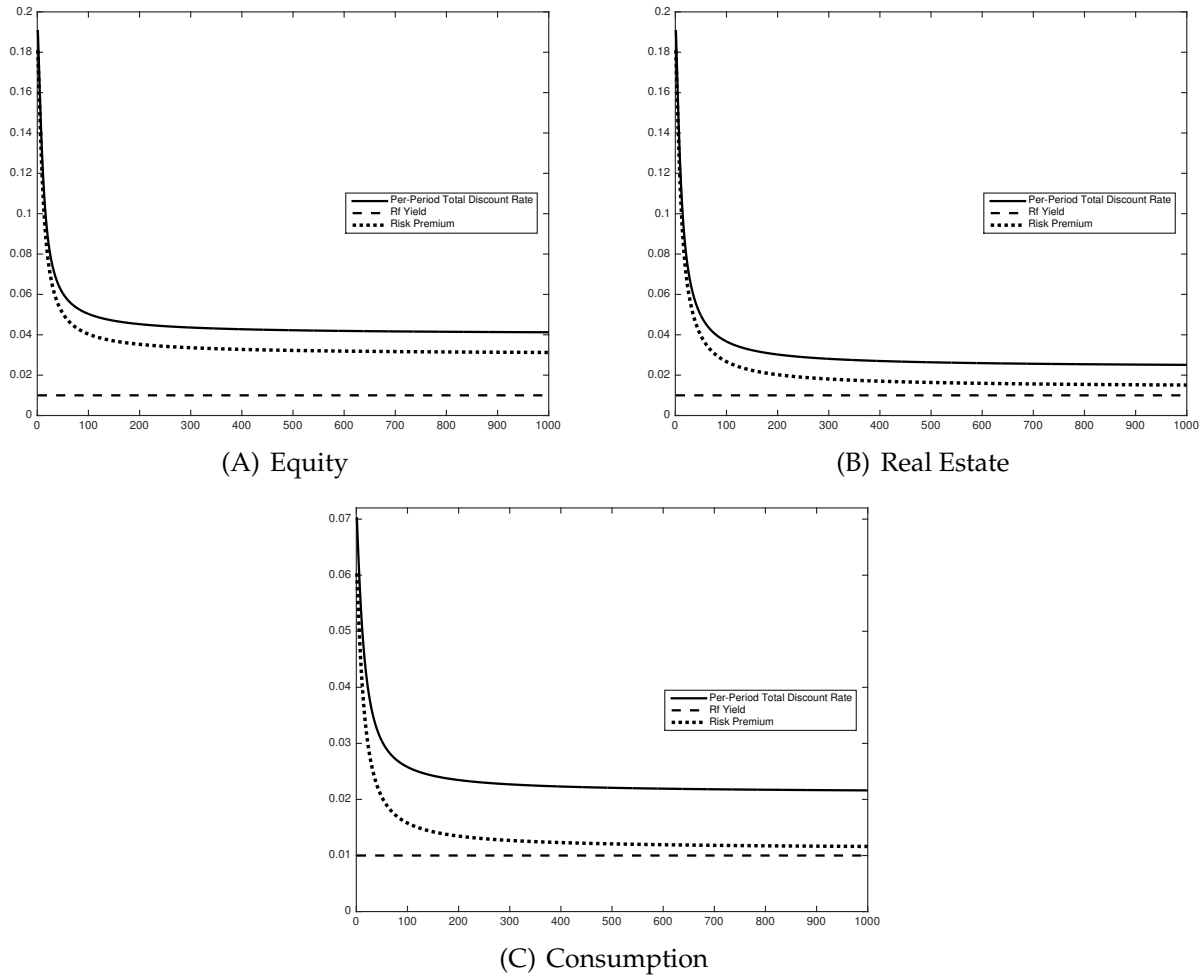 0.2
0.18
0.16
0.14
0.12
0.1
0.08
0.06
0.04
0.02
0
Per-Period Total Discount Rate
Rf Yield
Risk Premium
0 100 200 300 400 500 600 700 800 900 1000
(A) Equity
0.2
0.18
0.16
0.14
0.12
0.1
0.08
0.06
0.04
0.02
0
Per-Period Total Discount Rate
Rf Yield
Risk Premium
0 100 200 300 400 500 600 700 800 900 1000
(B) Real Estate
0.07
0.06
0.05
0.04
0.03
0.02
0.01
0
Per-Period Total Discount Rate
Rf Yield
Risk Premium
0 100 200 300 400 500 600 700 800 900 1000
(C) Consumption